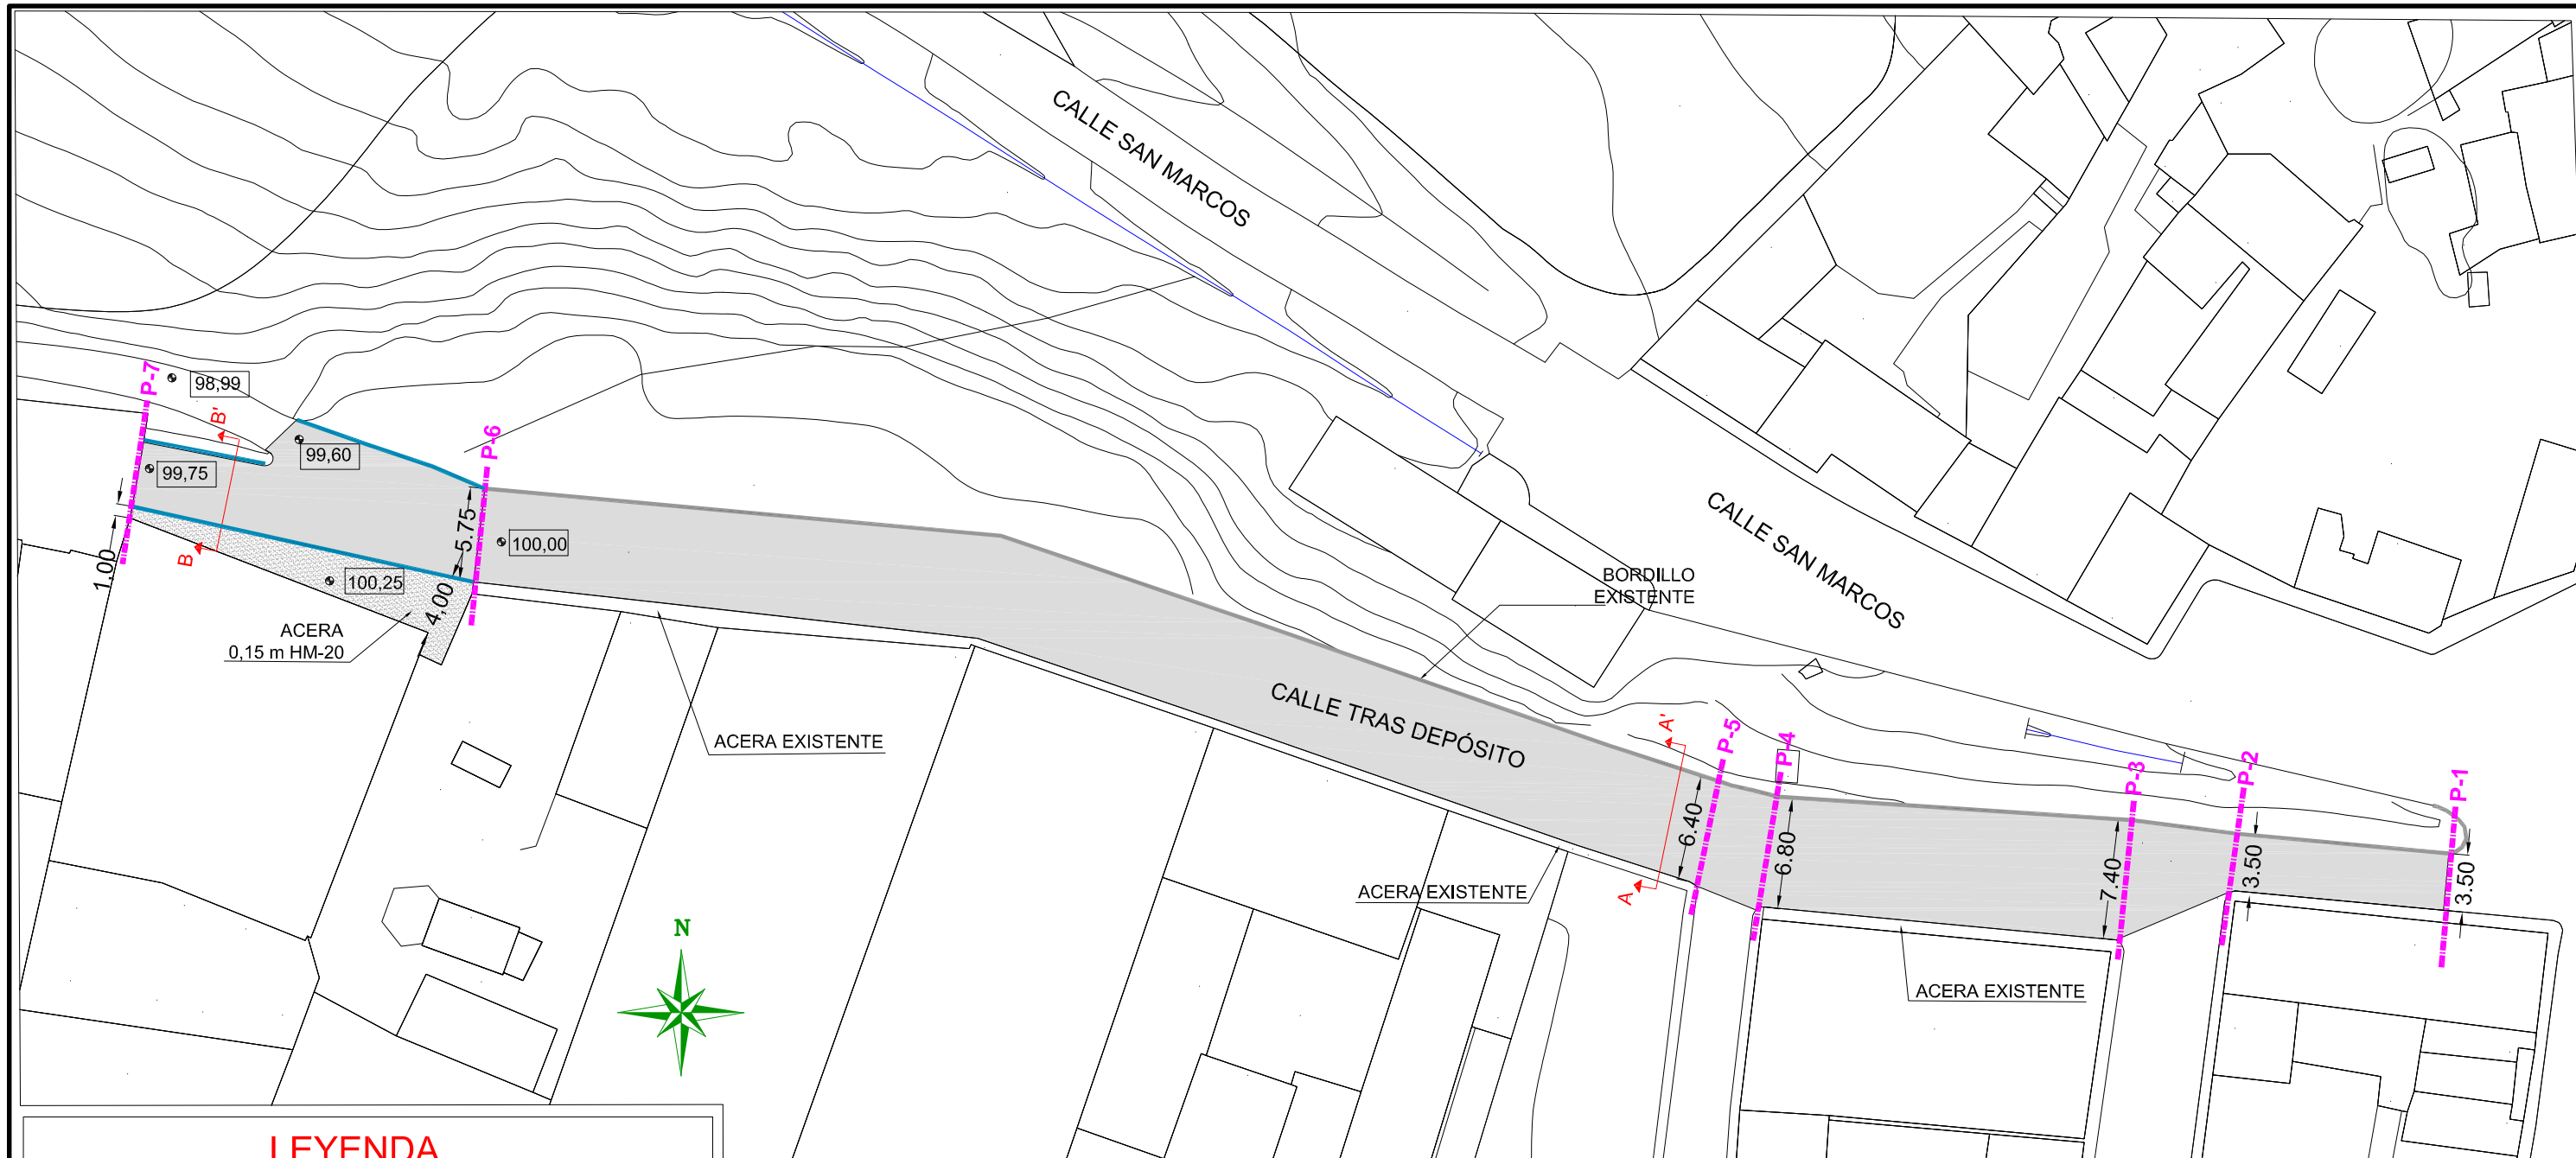 CALLE SAN MARCOS
P-7
98,99
B'
99,60
P-6
99,75
5.75
100,00
1,00
B
100,25
4,00
ACERA
0,15 m HM-20
ACERA EXISTENTE
BORDILLO
EXISTENTE
CALLE SAN MARCOS
CALLE TRAS DEPÓSITO
A'
P-5
P-4
P-3
P-2
P-1
6.40
6.80
7.40
3.50
3.50
A
ACERA EXISTENTE
ACERA EXISTENTE
N
LEYENDA